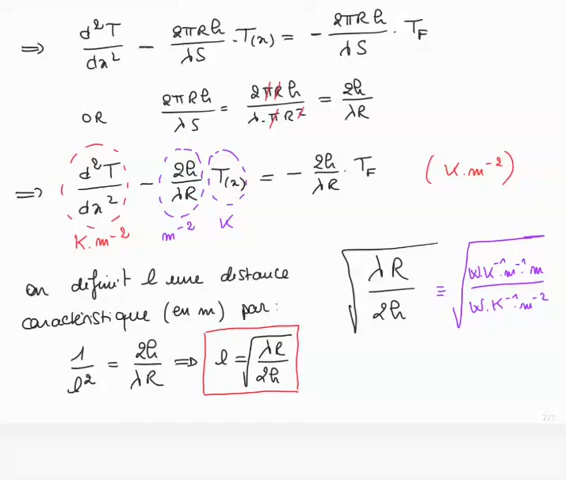 ⟹ d²T/dx² - 2πRh/λS · T(x) = - 2πRh/λS · T_F
OR 2πRh/λS = 2πRh/λ·πR² = 2h/λR
⟹ d²T/dx² - 2h/λR T(x) = - 2h/λR · T_F (K.m⁻²)
K.m⁻² m⁻² K
on définit l une distance
caractéristique (en m) par:
1/l² = 2h/λR ⟹ l = √(λR/2h)
√(λR/2h) ≡ √(W.K⁻¹.m⁻¹.m/W.K⁻¹.m⁻²)